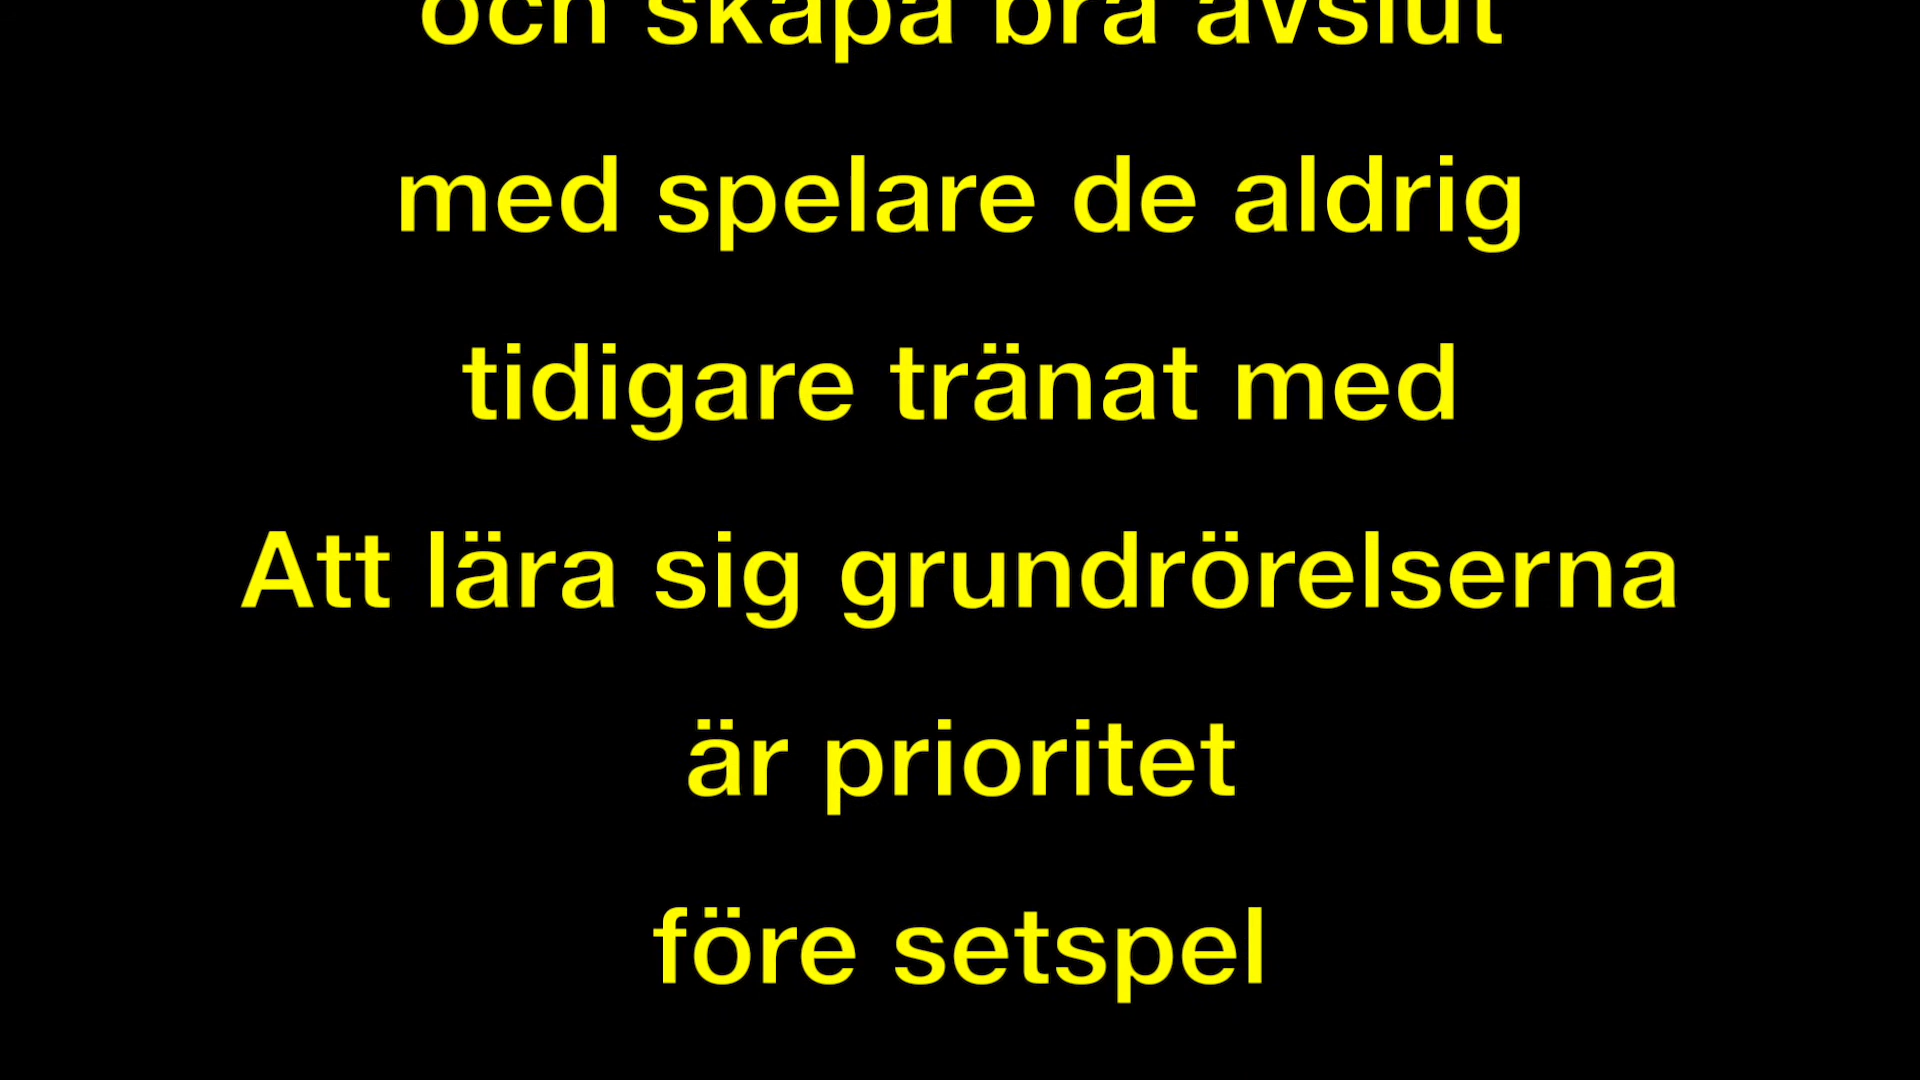 och skapa bra avslut
med spelare de aldrig
tidigare tränat med
Att lära sig grundrörelserna
är prioritet
före setspel